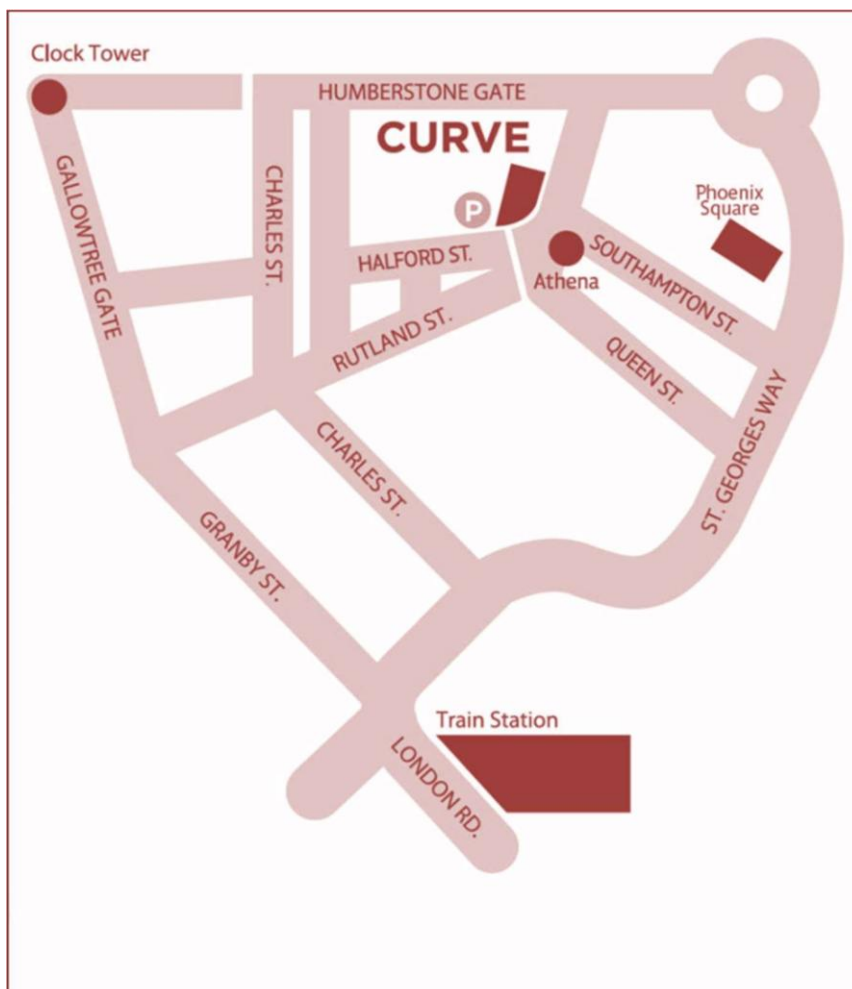 Clock Tower
HUMBERSTONE GATE
CURVE
GALLOWTREE GATE
CHARLES ST.
P
Phoenix
Square
HALFORD ST.
Athena
SOUTHAMPTON ST.
RUTLAND ST.
QUEEN ST.
CHARLES ST.
ST. GEORGES WAY
GRANBY ST.
Train Station
LONDON RD.